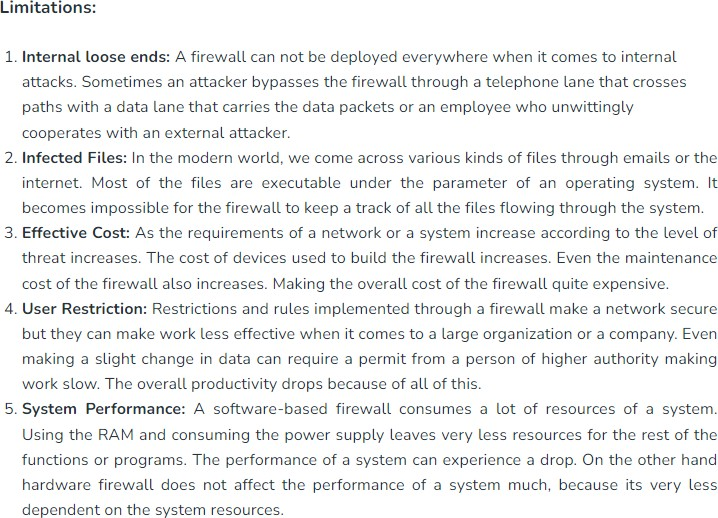 Limitations:
1. Internal loose ends: A firewall can not be deployed everywhere when it comes to internal
attacks. Sometimes an attacker bypasses the firewall through a telephone lane that crosses
paths with a data lane that carries the data packets or an employee who unwittingly
cooperates with an external attacker.
2. Infected Files: In the modern world, we come across various kinds of files through emails or the
internet. Most of the files are executable under the parameter of an operating system. It
becomes impossible for the firewall to keep a track of all the files flowing through the system.
3. Effective Cost: As the requirements of a network or a system increase according to the level of
threat increases. The cost of devices used to build the firewall increases. Even the maintenance
cost of the firewall also increases. Making the overall cost of the firewall quite expensive.
4. User Restriction: Restrictions and rules implemented through a firewall make a network secure
but they can make work less effective when it comes to a large organization or a company. Even
making a slight change in data can require a permit from a person of higher authority making
work slow. The overall productivity drops because of all of this.
5. System Performance: A software-based firewall consumes a lot of resources of a system.
Using the RAM and consuming the power supply leaves very less resources for the rest of the
functions or programs. The performance of a system can experience a drop. On the other hand
hardware firewall does not affect the performance of a system much, because its very less
dependent on the system resources.